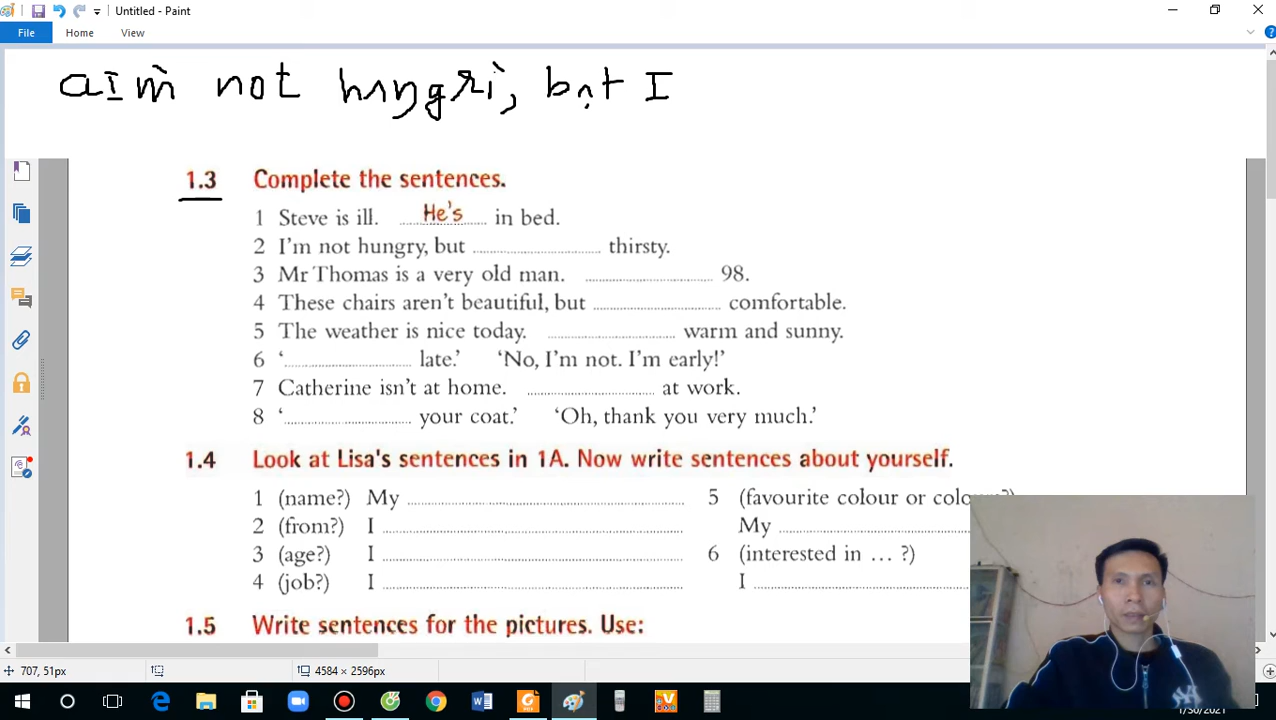 Untitled - Paint
File Home View
aIm not hʌŋgri, bʌt I
1.3 Complete the sentences.
1 Steve is ill. He's in bed.
2 I'm not hungry, but .............................. thirsty.
3 Mr Thomas is a very old man. .............................. 98.
4 These chairs aren't beautiful, but .............................. comfortable.
5 The weather is nice today. .............................. warm and sunny.
6 '.............................. late.' 'No, I'm not. I'm early!'
7 Catherine isn't at home. .............................. at work.
8 '.............................. your coat.' 'Oh, thank you very much.'
1.4 Look at Lisa's sentences in 1A. Now write sentences about yourself.
1 (name?) My ..............................
2 (from?) I ..............................
3 (age?) I ..............................
4 (job?) I ..............................
5 (favourite colour or
My ..............................
6 (interested in ... ?)
I ..............................
1.5 Write sentences for the pictures. Use:
707, 51px
4584 × 2596px
1/30/2021